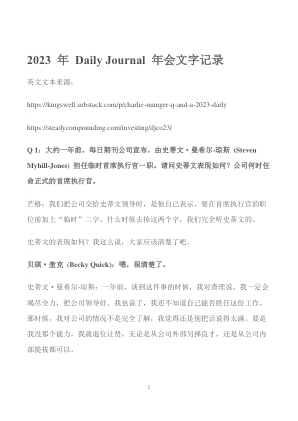 2023 年 Daily Journal 年会文字记录
英文文本来源：
https://kingswell.substack.com/p/charlie-munger-q-and-a-2023-daily
https://steadycompounding.com/investing/djco23/
Q 1：大约一年前，每日期刊公司宣布，由史蒂文·曼希尔-琼斯 (Steven
Myhill-Jones) 担任时首席执行官一职。请问史蒂文表现如何？公司何时任
命正式的首席执行官。
芒格：我们把公司交给史蒂文领导时，是他自己表示，要在首席执行官的职
位前加上“临时”二字。什么时候去掉这两个字，我们完全听史蒂文的。
史蒂文的表现如何？我这么说，大家应该清楚了吧。
贝琪·奎克 (Becky Quick)：嗯，很清楚了。
史蒂文·曼希尔-琼斯：一年前，谈到这件事的时候，我对查理说，我一定会
竭尽全力，把公司领导好。我也说了，我还不知道自己能否胜任这份工作。
那时候，我对公司的情况不是完全了解，我觉得还是别把话说得太满。要是
我没那个能力，我就退位让贤，无论是从公司外部另择良才，还是从公司内
部提拔都可以。
1